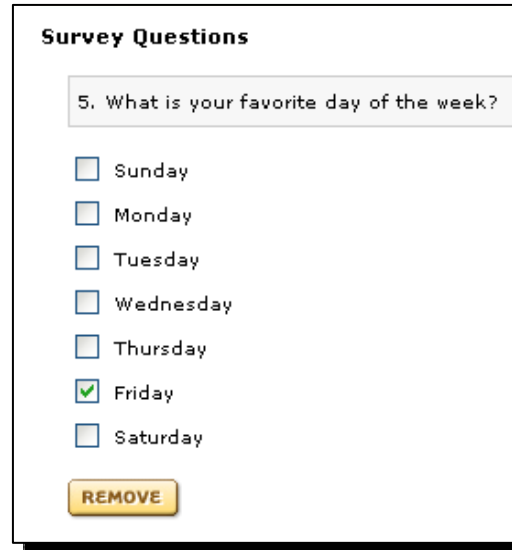 Survey Questions
5. What is your favorite day of the week?
Sunday
Monday
Tuesday
Wednesday
Thursday
Friday
Saturday
REMOVE